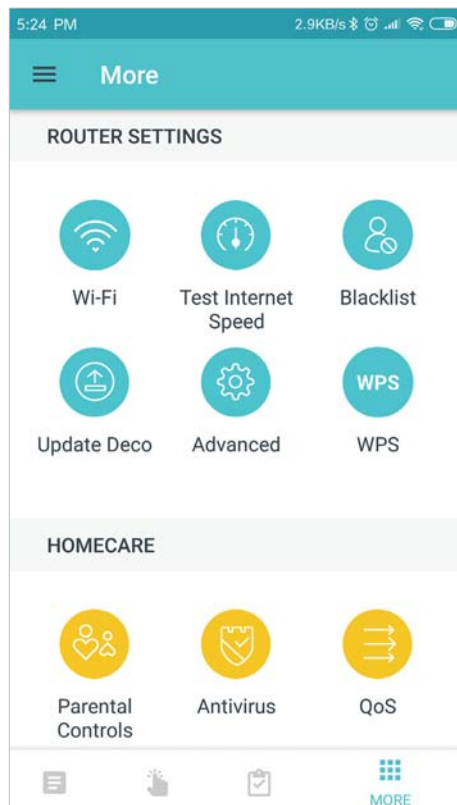 5:24 PM 2.9KB/s
More
ROUTER SETTINGS
Wi-Fi
Test Internet
Speed
Blacklist
Update Deco
Advanced
WPS
WPS
HOMECARE
Parental
Controls
Antivirus
QoS
MORE